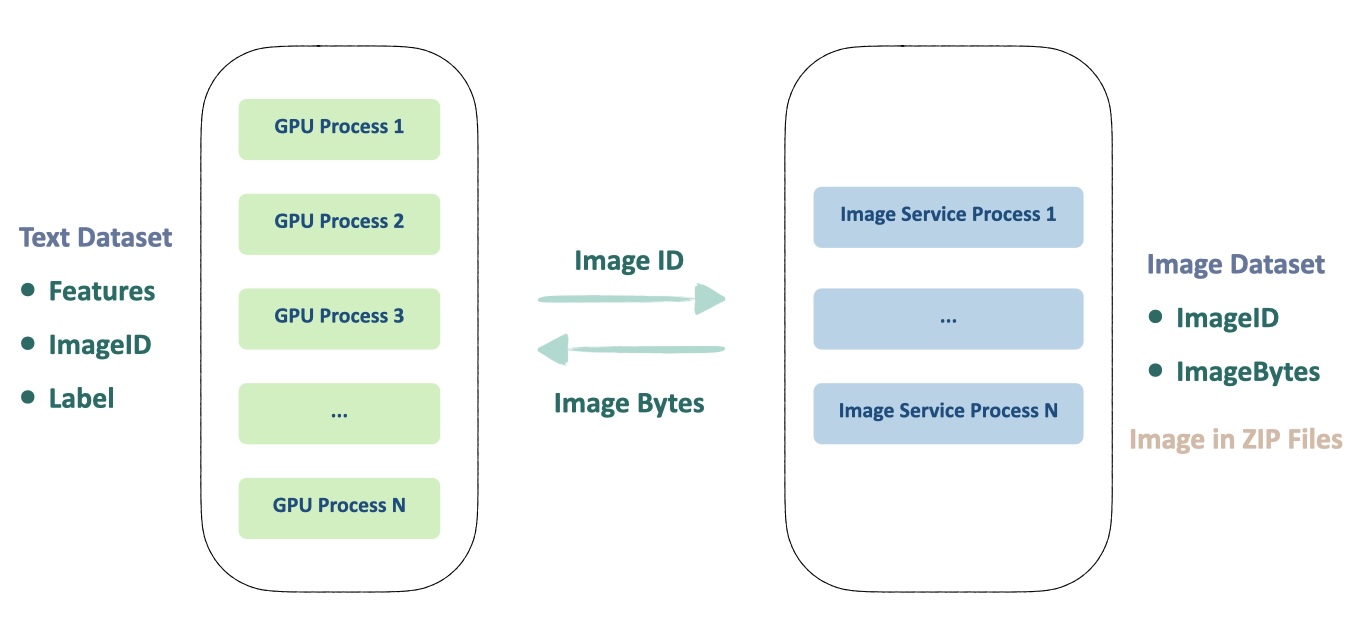 Text Dataset
• Features
• ImageID
• Label
GPU Process 1
GPU Process 2
GPU Process 3
...
GPU Process N
Image ID
Image Bytes
Image Service Process 1
...
Image Service Process N
Image Dataset
• ImageID
• ImageBytes
Image in ZIP Files